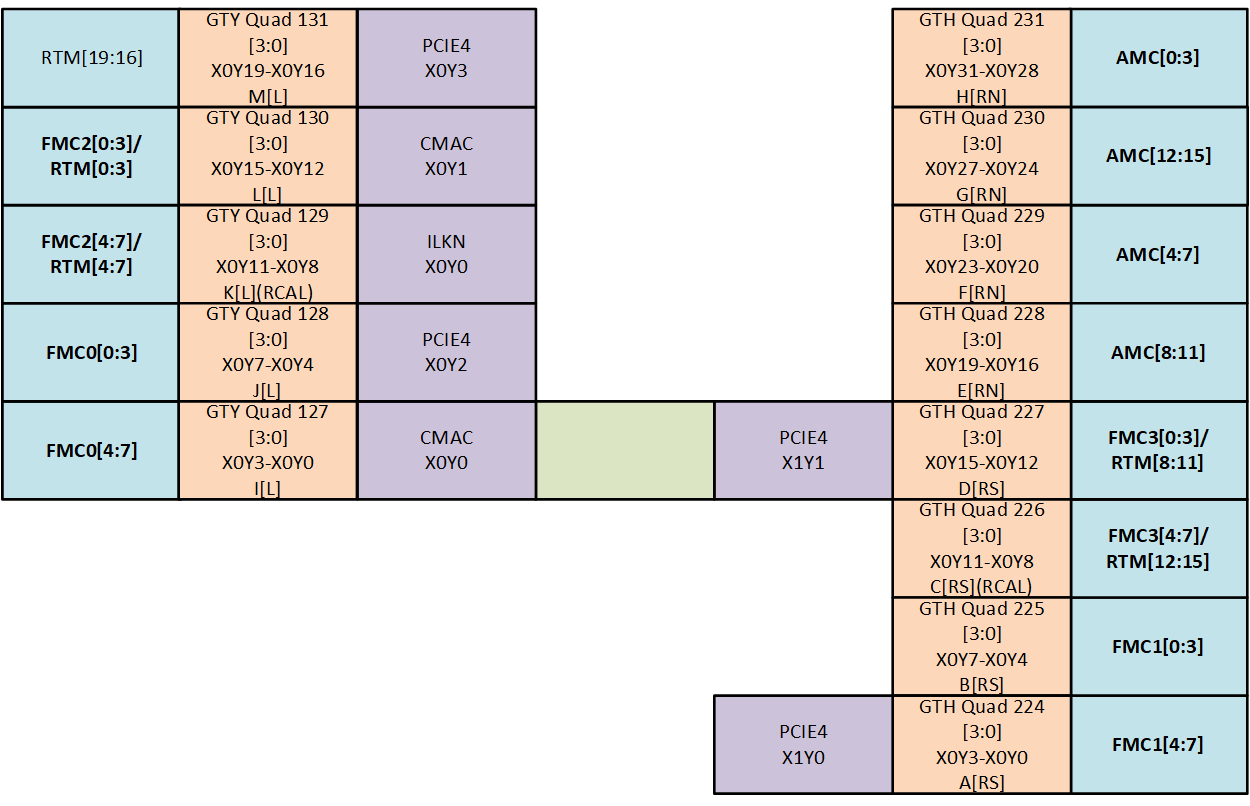 RTM[19:16]
GTY Quad 131
[3:0]
X0Y19-X0Y16
M[L]
PCIE4
X0Y3
GTH Quad 231
[3:0]
X0Y31-X0Y28
H[RN]
AMC[0:3]
FMC2[0:3]/
RTM[0:3]
GTY Quad 130
[3:0]
X0Y15-X0Y12
L[L]
CMAC
X0Y1
GTH Quad 230
[3:0]
X0Y27-X0Y24
G[RN]
AMC[12:15]
FMC2[4:7]/
RTM[4:7]
GTY Quad 129
[3:0]
X0Y11-X0Y8
K[L](RCAL)
ILKN
X0Y0
GTH Quad 229
[3:0]
X0Y23-X0Y20
F[RN]
AMC[4:7]
FMC0[0:3]
GTY Quad 128
[3:0]
X0Y7-X0Y4
J[L]
PCIE4
X0Y2
GTH Quad 228
[3:0]
X0Y19-X0Y16
E[RN]
AMC[8:11]
FMC0[4:7]
GTY Quad 127
[3:0]
X0Y3-X0Y0
I[L]
CMAC
X0Y0
PCIE4
X1Y1
GTH Quad 227
[3:0]
X0Y15-X0Y12
D[RS]
FMC3[0:3]/
RTM[8:11]
GTH Quad 226
[3:0]
X0Y11-X0Y8
C[RS](RCAL)
FMC3[4:7]/
RTM[12:15]
GTH Quad 225
[3:0]
X0Y7-X0Y4
B[RS]
FMC1[0:3]
PCIE4
X1Y0
GTH Quad 224
[3:0]
X0Y3-X0Y0
A[RS]
FMC1[4:7]